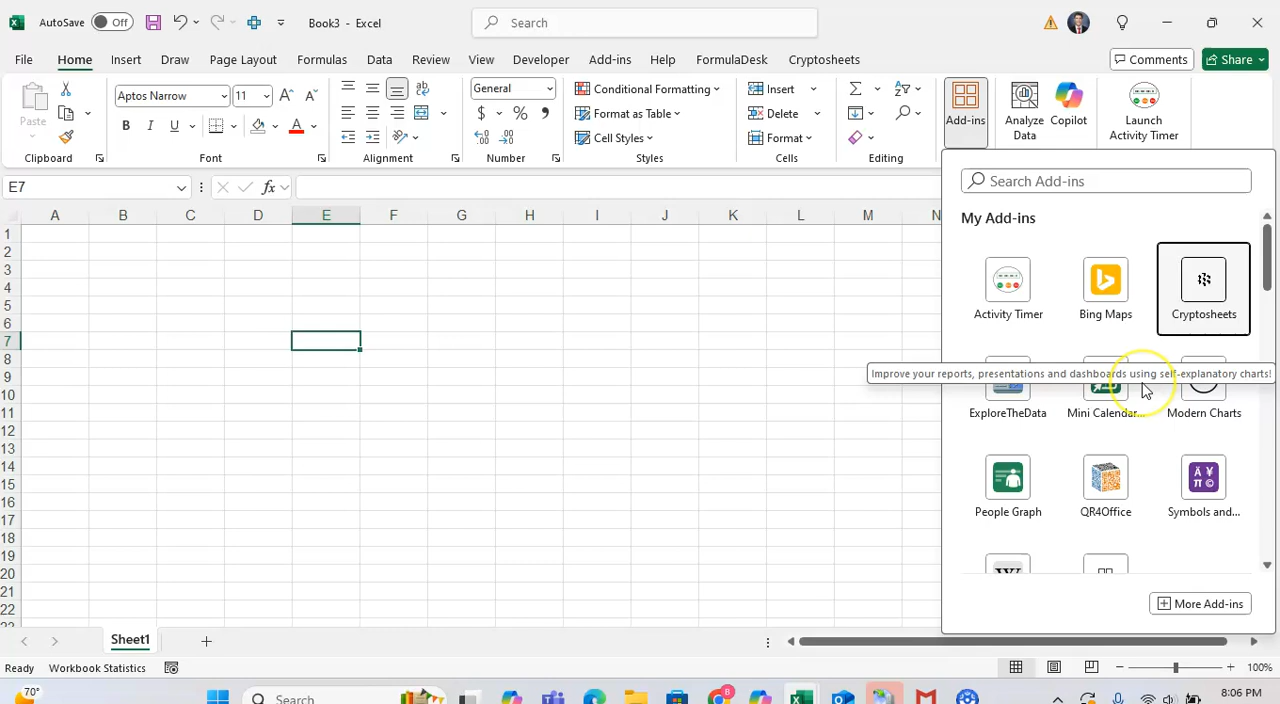 AutoSave Off Book3 - Excel Search
File Home Insert Draw Page Layout Formulas Data Review View Developer Add-ins Help FormulaDesk Cryptosheets Comments Share
Paste
Clipboard
Aptos Narrow 11
B I U A
Font
Alignment
General
$ % 9
Number
Conditional Formatting
Format as Table
Cell Styles
Styles
Insert
Delete
Format
Cells
Editing
Add-ins
Analyze
Data
Copilot
Launch
Activity Timer
E7 fx
A B C D E F G H I J K L M N
1
2
3
4
5
6
7
8
9
10
11
12
13
14
15
16
17
18
19
20
21
22
Search Add-ins
My Add-ins
Activity Timer Bing Maps Cryptosheets
Improve your reports, presentations and dashboards using self-explanatory charts!
ExploreTheData Mini Calendar... Modern Charts
People Graph QR4Office Symbols and...
More Add-ins
Sheet1
Ready Workbook Statistics 100%
70° Search 8 8:06 PM